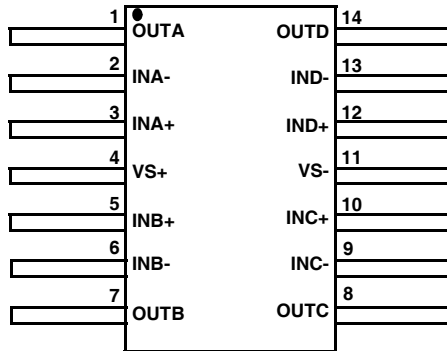 1 OUTA OUTD 14
2 INA- IND- 13
3 INA+ IND+ 12
4 VS+ VS- 11
5 INB+ INC+ 10
6 INB- INC- 9
7 OUTB OUTC 8